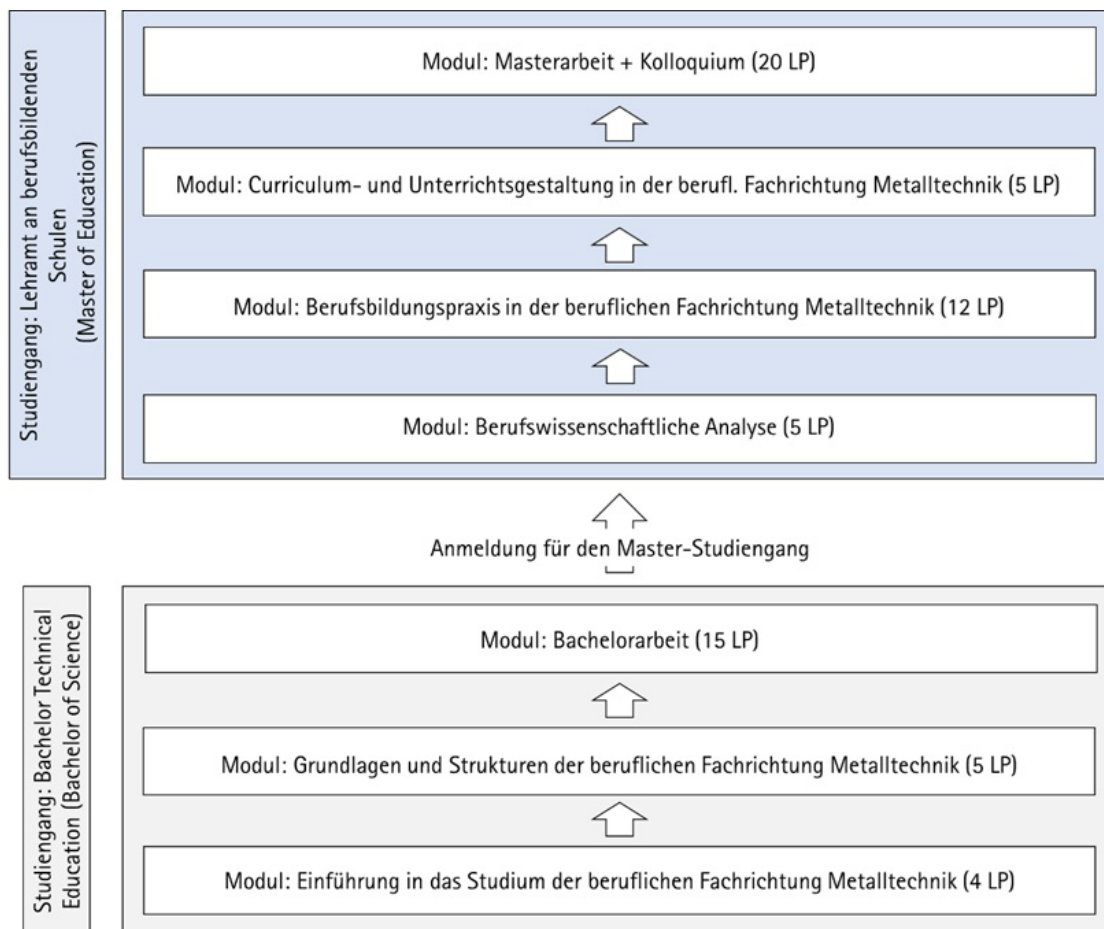 Studiengang: Lehramt an berufsbildenden
Schulen
(Master of Education)
Modul: Masterarbeit + Kolloquium (20 LP)
Modul: Curriculum- und Unterrichtsgestaltung in der berufl. Fachrichtung Metalltechnik (5 LP)
Modul: Berufsbildungspraxis in der beruflichen Fachrichtung Metalltechnik (12 LP)
Modul: Berufswissenschaftliche Analyse (5 LP)
Anmeldung für den Master-Studiengang
Studiengang: Bachelor Technical
Education (Bachelor of Science)
Modul: Bachelorarbeit (15 LP)
Modul: Grundlagen und Strukturen der beruflichen Fachrichtung Metalltechnik (5 LP)
Modul: Einführung in das Studium der beruflichen Fachrichtung Metalltechnik (4 LP)